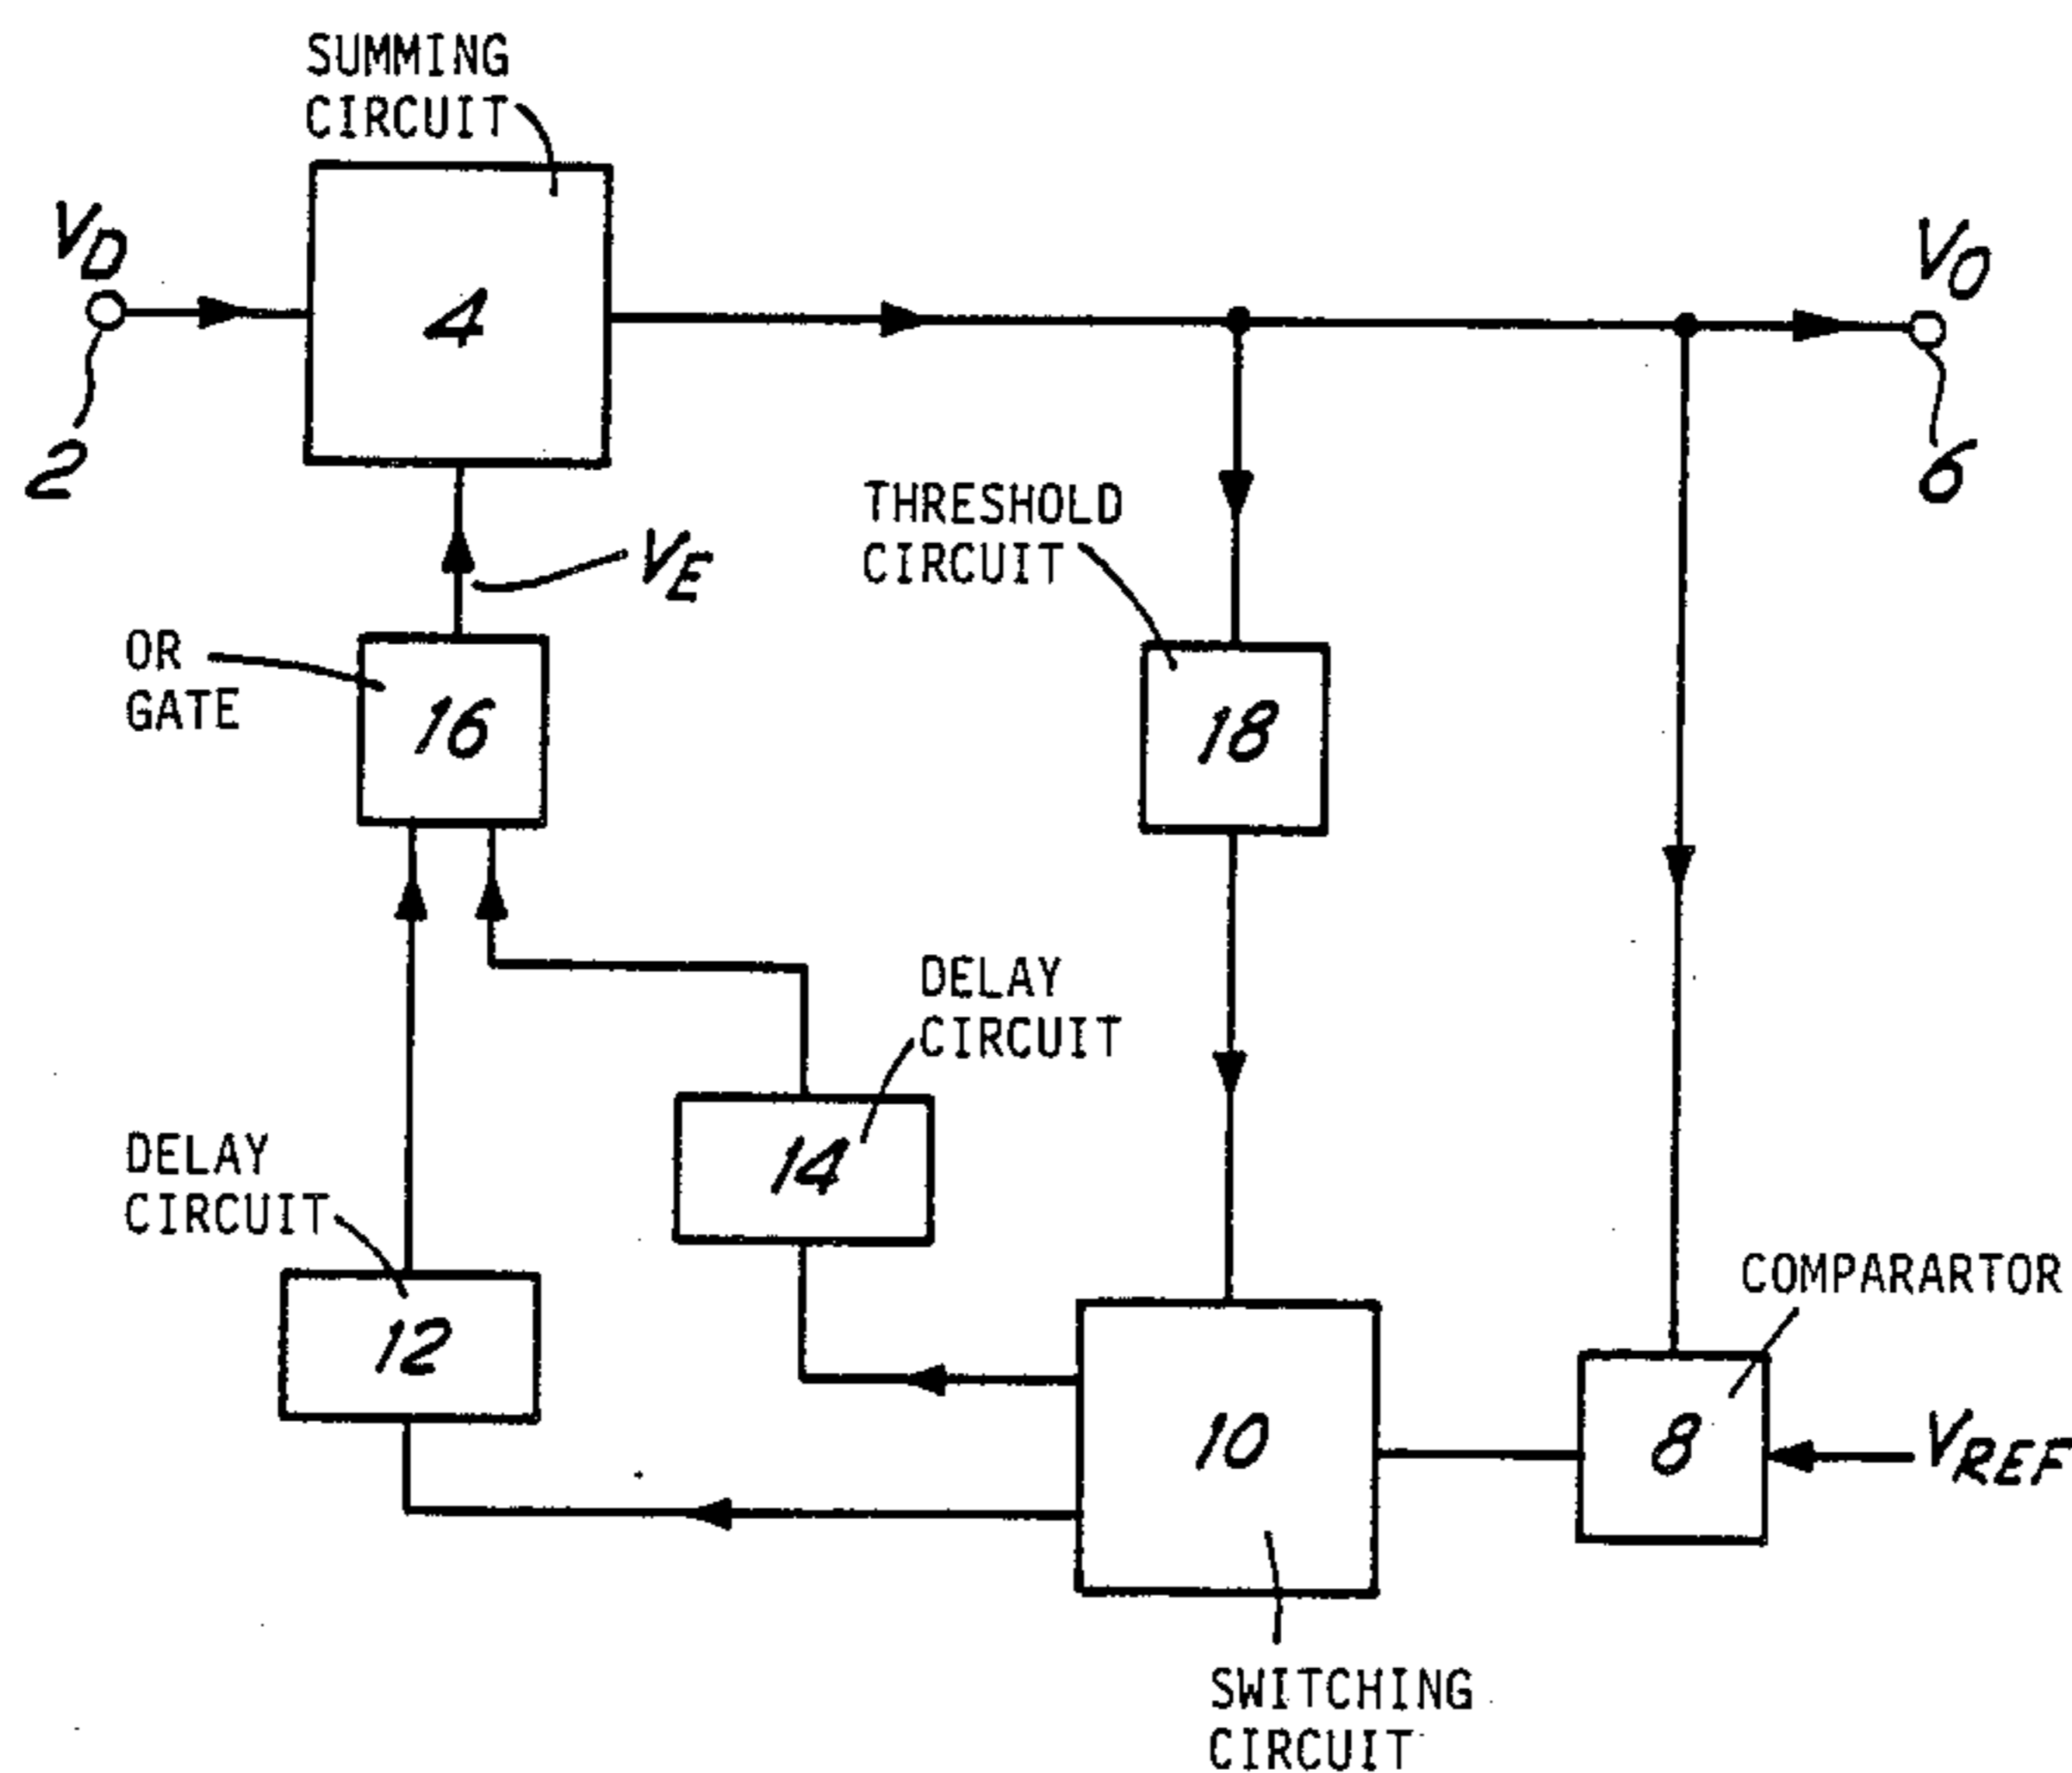 SUMMING
CIRCUIT
VD
4
VO
2
6
THRESHOLD
CIRCUIT
VE
OR
GATE
16
18
DELAY
CIRCUIT
14
DELAY
CIRCUIT
12
COMPARARTOR
10
8
VREF
SWITCHING
CIRCUIT